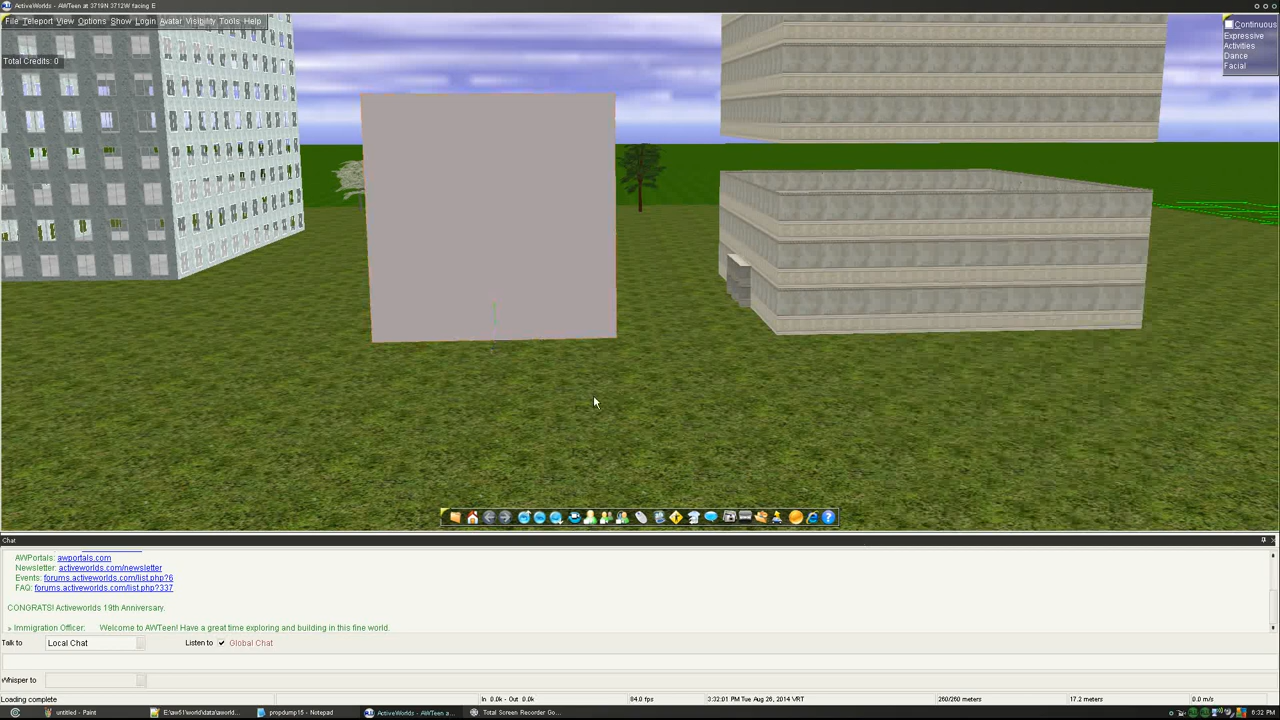 ActiveWorlds - AWTeen at 3719N 3712W facing E
File Teleport View Options Show Login Avatar Visibility Tools Help
Continuous
Expressive
Activities
Dance
Facial
Total Credits: 0
Chat
AWPortals: awportals.com
Newsletter: activeworlds.com/newsletter
Events: forums.activeworlds.com/list.php?6
FAQ: forums.activeworlds.com/list.php?337
CONGRATS! Activeworlds 19th Anniversary.
» Immigration Officer: Welcome to AWTeen! Have a great time exploring and building in this fine world.
Talk to Local Chat Listen to Global Chat
Whisper to
Loading complete In 0.0k - Out 0.0k 84.0 fps 3:32:01 PM Tue Aug 26, 2014 VRT 260/260 meters 17.2 meters 0.0 m/s
untitled - Paint E:\aw51\world\data\aworld... propdump15 - Notepad ActiveWorlds - AWTeen a... Total Screen Recorder Go... 6:32 PM